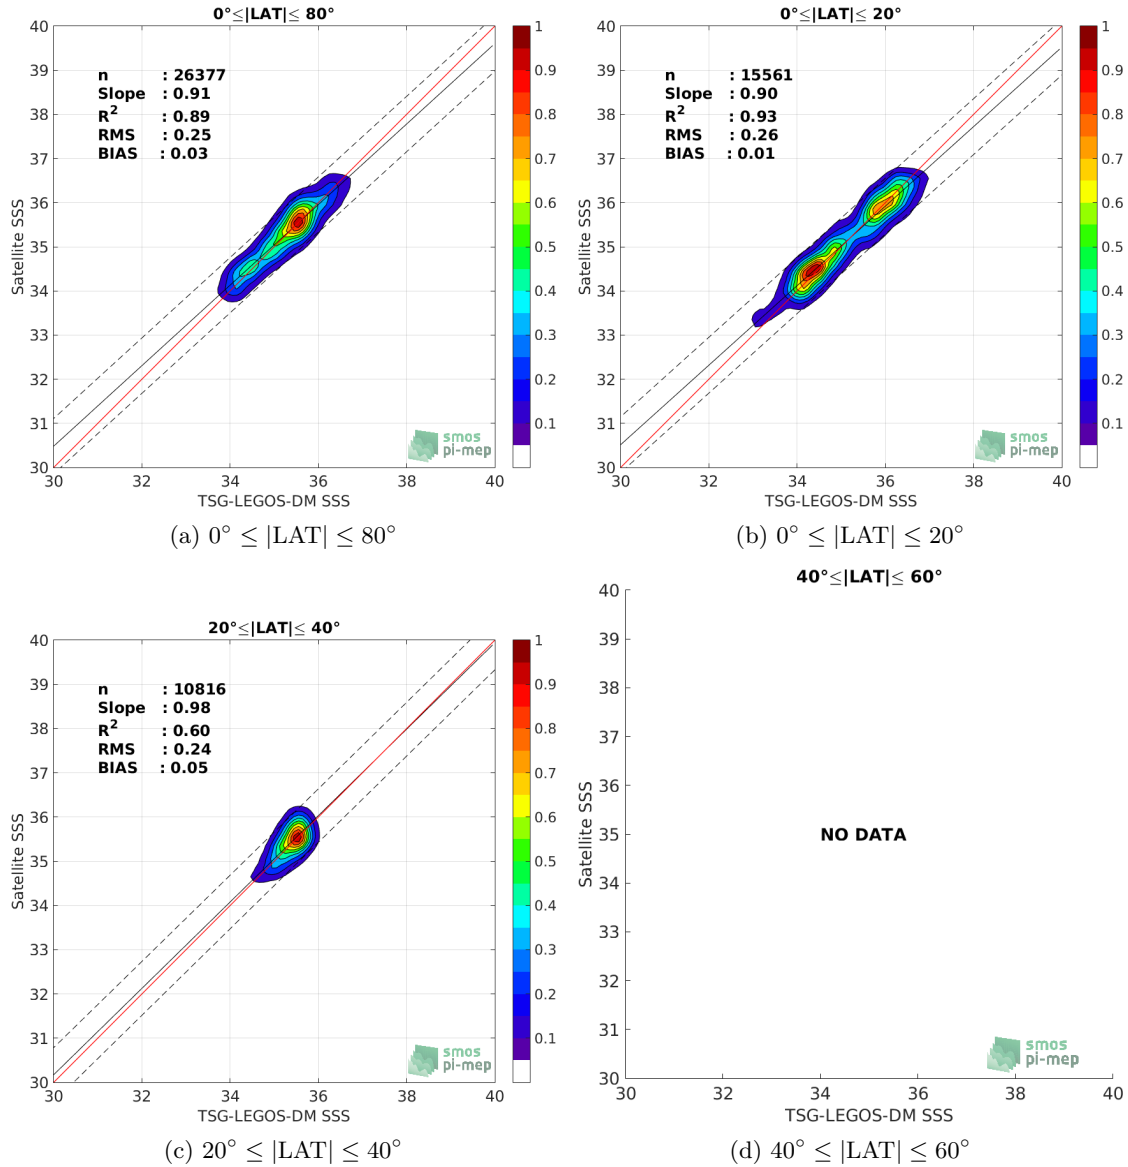 0°≤|LAT|≤ 80°
40
39
38
37
36
35
34
33
32
31
30
Satellite SSS
n : 26377
Slope : 0.91
R² : 0.89
RMS : 0.25
BIAS : 0.03
smos
pi-mep
30 32 34 36 38 40
TSG-LEGOS-DM SSS
1
0.9
0.8
0.7
0.6
0.5
0.4
0.3
0.2
0.1
(a) 0° ≤ |LAT| ≤ 80°
0°≤|LAT|≤ 20°
40
39
38
37
36
35
34
33
32
31
30
Satellite SSS
n : 15561
Slope : 0.90
R² : 0.93
RMS : 0.26
BIAS : 0.01
smos
pi-mep
30 32 34 36 38 40
TSG-LEGOS-DM SSS
1
0.9
0.8
0.7
0.6
0.5
0.4
0.3
0.2
0.1
(b) 0° ≤ |LAT| ≤ 20°
20°≤|LAT|≤ 40°
40
39
38
37
36
35
34
33
32
31
30
Satellite SSS
n : 10816
Slope : 0.98
R² : 0.60
RMS : 0.24
BIAS : 0.05
smos
pi-mep
30 32 34 36 38 40
TSG-LEGOS-DM SSS
1
0.9
0.8
0.7
0.6
0.5
0.4
0.3
0.2
0.1
(c) 20° ≤ |LAT| ≤ 40°
40°≤|LAT|≤ 60°
40
39
38
37
36
35
34
33
32
31
30
Satellite SSS
NO DATA
smos
pi-mep
30 32 34 36 38 40
TSG-LEGOS-DM SSS
(d) 40° ≤ |LAT| ≤ 60°